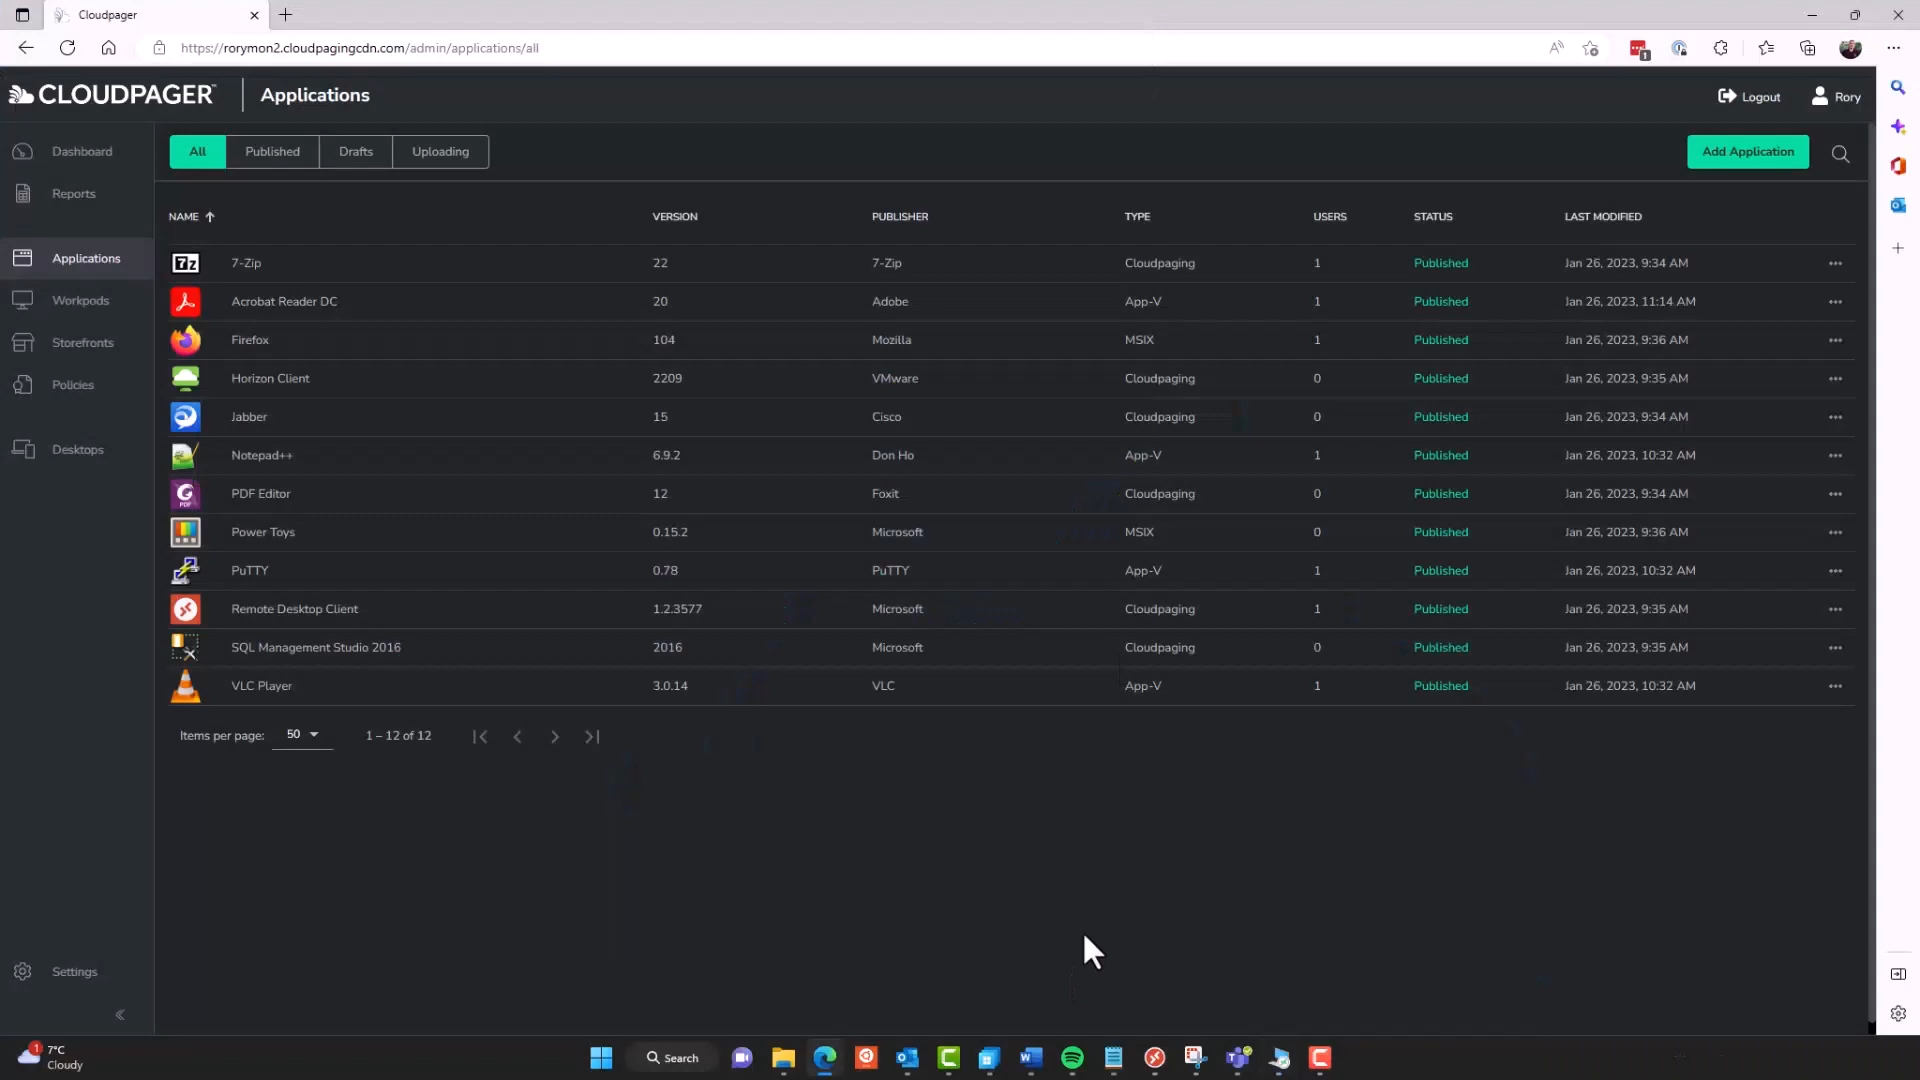 Cloudpager
https://rorymon2.cloudpagingcdn.com/admin/applications/all
1
CLOUDPAGER
Applications
Logout
Rory
Dashboard
Reports
Applications
Workpods
Storefronts
Policies
Desktops
Settings
All
Published
Drafts
Uploading
Add Application
NAME VERSION PUBLISHER TYPE USERS STATUS LAST MODIFIED
7z 7-Zip 22 7-Zip Cloudpaging 1 Published Jan 26, 2023, 9:34 AM
Acrobat Reader DC 20 Adobe App-V 1 Published Jan 26, 2023, 11:14 AM
Firefox 104 Mozilla MSIX 1 Published Jan 26, 2023, 9:36 AM
Horizon Client 2209 VMware Cloudpaging 0 Published Jan 26, 2023, 9:35 AM
Jabber 15 Cisco Cloudpaging 0 Published Jan 26, 2023, 9:34 AM
Notepad++ 6.9.2 Don Ho App-V 1 Published Jan 26, 2023, 10:32 AM
PDF PDF Editor 12 Foxit Cloudpaging 0 Published Jan 26, 2023, 9:34 AM
Power Toys 0.15.2 Microsoft MSIX 0 Published Jan 26, 2023, 9:36 AM
PuTTY 0.78 PuTTY App-V 1 Published Jan 26, 2023, 10:32 AM
Remote Desktop Client 1.2.3577 Microsoft Cloudpaging 1 Published Jan 26, 2023, 9:35 AM
SQL Management Studio 2016 2016 Microsoft Cloudpaging 0 Published Jan 26, 2023, 9:35 AM
VLC Player 3.0.14 VLC App-V 1 Published Jan 26, 2023, 10:32 AM
Items per page: 50 1 – 12 of 12
1
7°C
Cloudy
Search